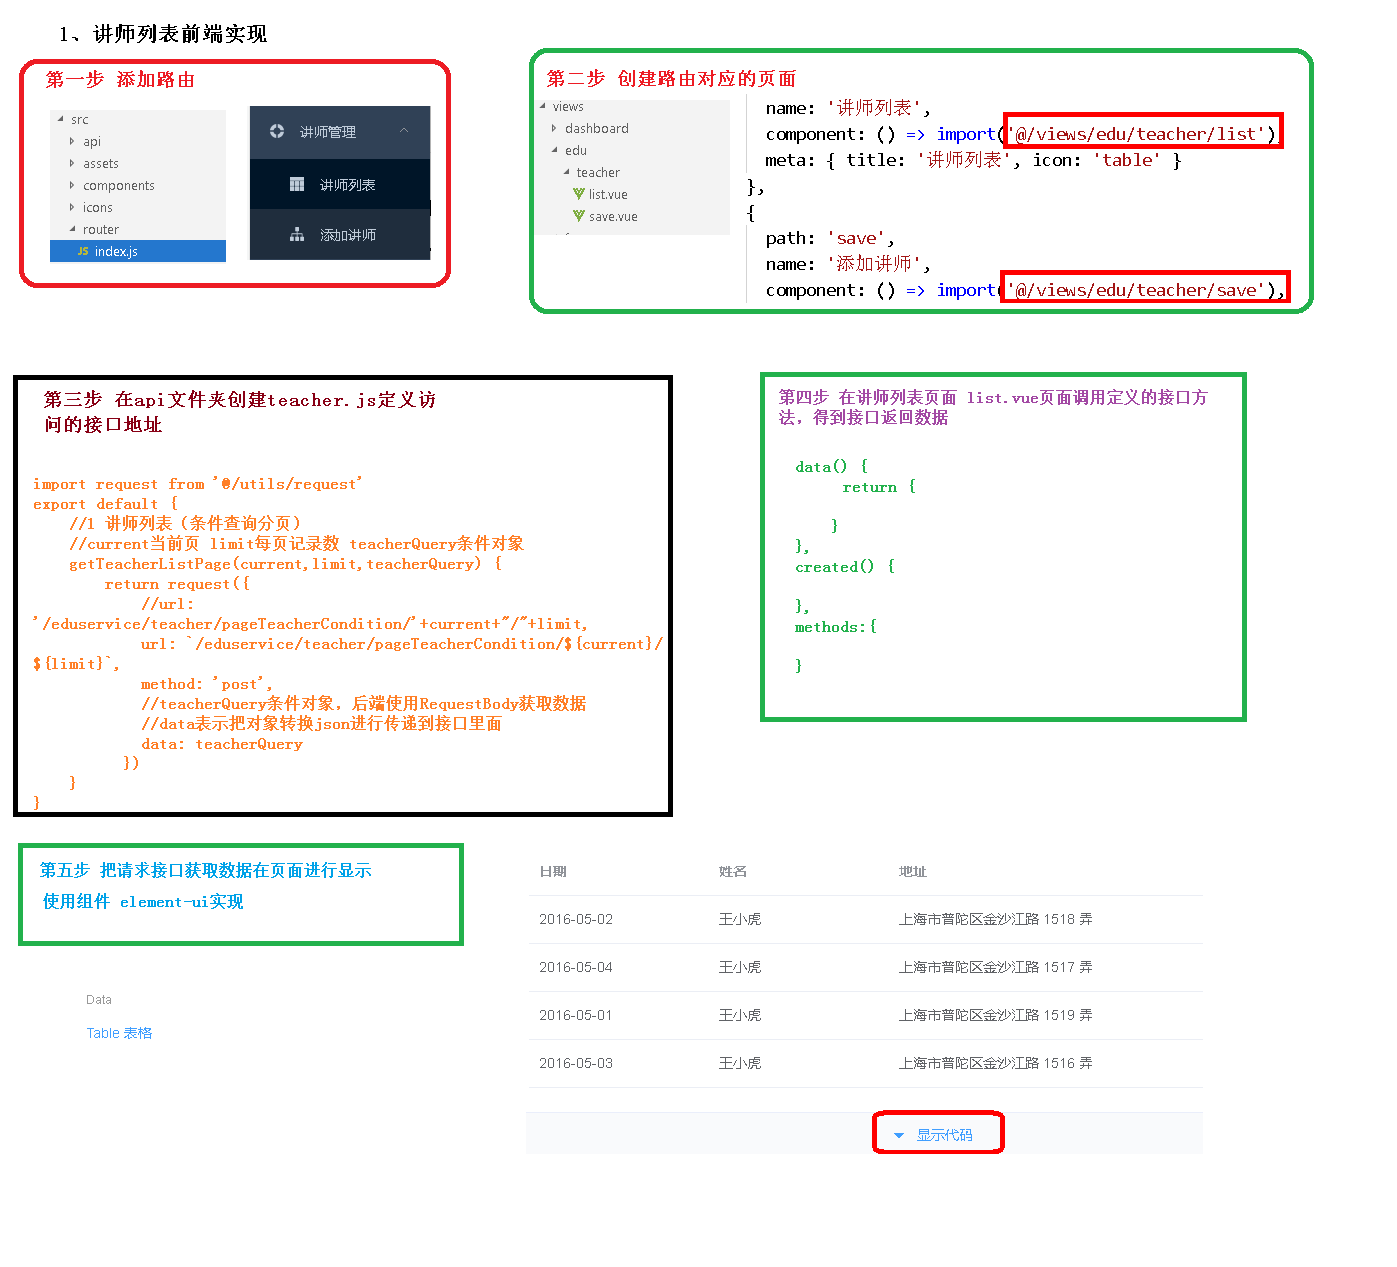 1、讲师列表前端实现
第一步 添加路由
src
api
assets
components
icons
router
JS index.js
讲师管理
讲师列表
添加讲师
第二步 创建路由对应的页面
views
dashboard
edu
teacher
list.vue
save.vue
name: '讲师列表',
component: () => import('@/views/edu/teacher/list'),
meta: { title: '讲师列表', icon: 'table' }
},
{
path: 'save',
name: '添加讲师',
component: () => import('@/views/edu/teacher/save'),
第三步 在api文件夹创建teacher.js定义访
问的接口地址
import request from '@/utils/request'
export default {
//1 讲师列表（条件查询分页）
//current当前页 limit每页记录数 teacherQuery条件对象
getTeacherListPage(current,limit,teacherQuery) {
return request({
//url:
'/eduservice/teacher/pageTeacherCondition/'+current+"/"+limit,
url: `/eduservice/teacher/pageTeacherCondition/${current}/
${limit}`,
method: 'post',
//teacherQuery条件对象，后端使用RequestBody获取数据
//data表示把对象转换json进行传递到接口里面
data: teacherQuery
})
}
}
第四步 在讲师列表页面 list.vue页面调用定义的接口方
法，得到接口返回数据
data() {
return {
}
},
created() {
},
methods:{
}
第五步 把请求接口获取数据在页面进行显示
使用组件 element-ui实现
Data
Table 表格
日期 姓名 地址
2016-05-02 王小虎 上海市普陀区金沙江路 1518 弄
2016-05-04 王小虎 上海市普陀区金沙江路 1517 弄
2016-05-01 王小虎 上海市普陀区金沙江路 1519 弄
2016-05-03 王小虎 上海市普陀区金沙江路 1516 弄
显示代码